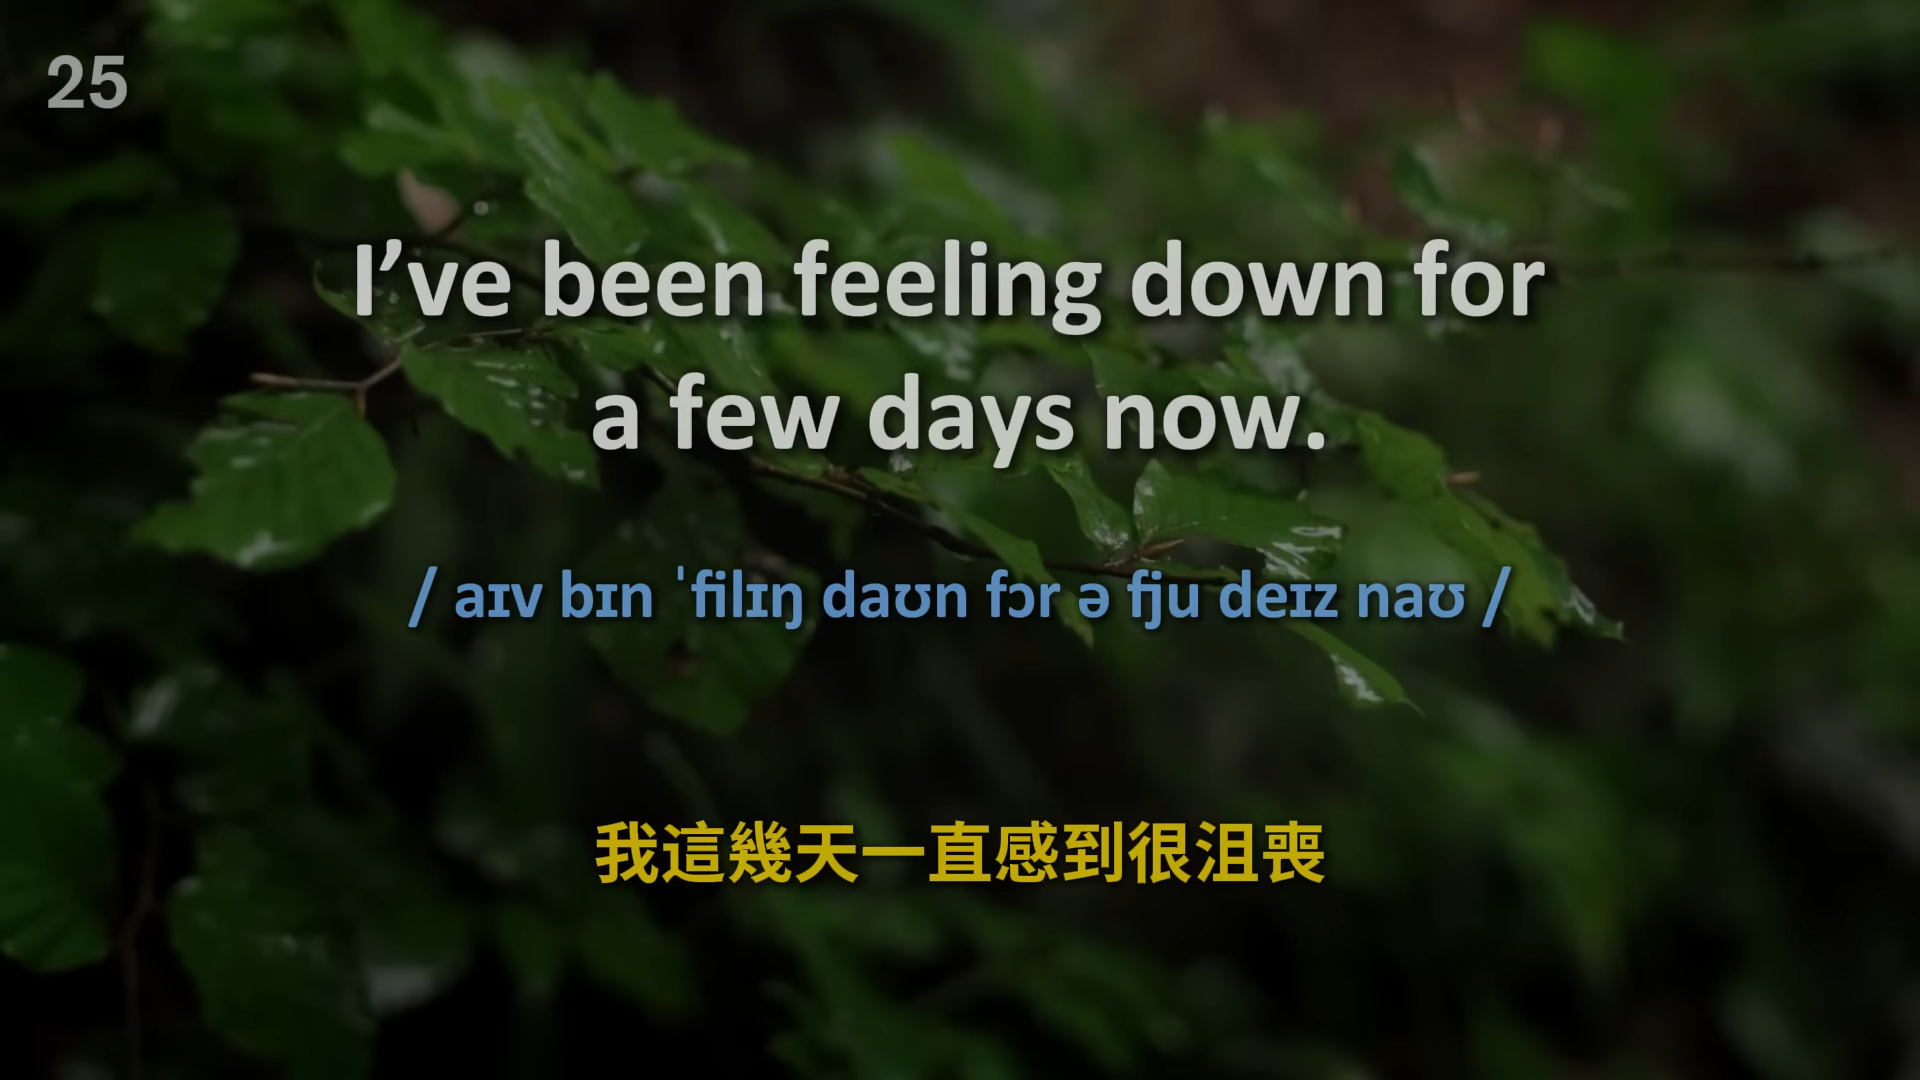 25
I’ve been feeling down for
a few days now.
/ aɪv bɪn ˈfilɪŋ daʊn fɔr ə fju deɪz naʊ /
我這幾天一直感到很沮喪